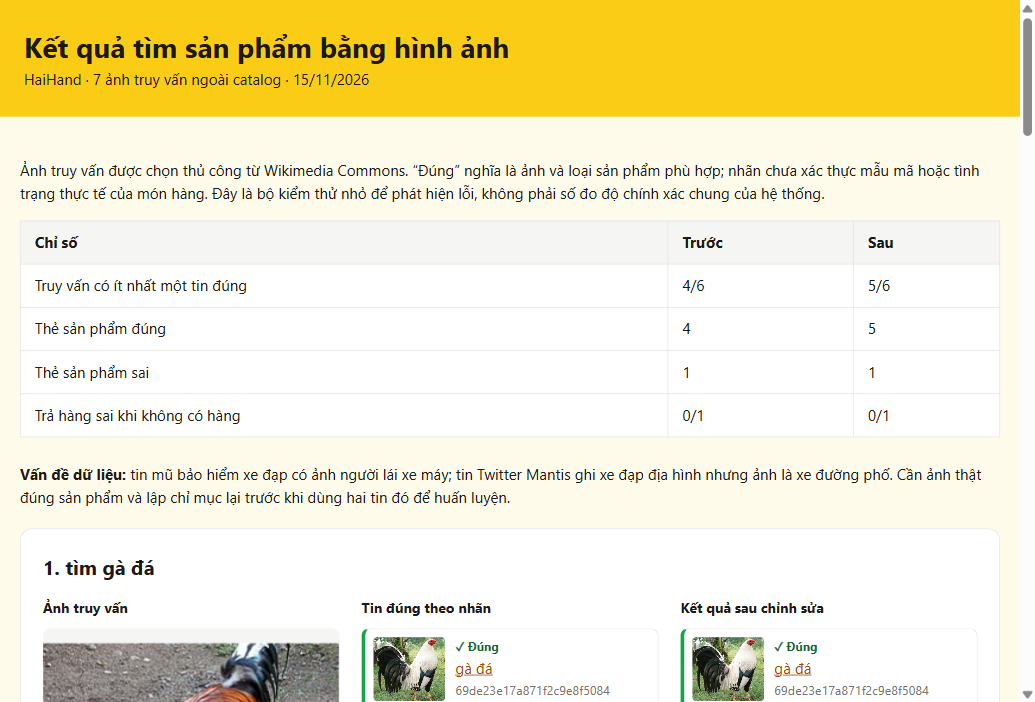 Kết quả tìm sản phẩm bằng hình ảnh
HaiHand · 7 ảnh truy vấn ngoài catalog · 15/11/2026
Ảnh truy vấn được chọn thủ công từ Wikimedia Commons. “Đúng” nghĩa là ảnh và loại sản phẩm phù hợp; nhãn chưa xác thực mẫu mã hoặc tình
trạng thực tế của món hàng. Đây là bộ kiểm thử nhỏ để phát hiện lỗi, không phải số đo độ chính xác chung của hệ thống.
Chỉ số Trước Sau
Truy vấn có ít nhất một tin đúng 4/6 5/6
Thẻ sản phẩm đúng 4 5
Thẻ sản phẩm sai 1 1
Trả hàng sai khi không có hàng 0/1 0/1
Vấn đề dữ liệu: tin mũ bảo hiểm xe đạp có ảnh người lái xe máy; tin Twitter Mantis ghi xe đạp địa hình nhưng ảnh là xe đường phố. Cần ảnh thật
đúng sản phẩm và lập chỉ mục lại trước khi dùng hai tin đó để huấn luyện.
1. tìm gà đá
Ảnh truy vấn Tin đúng theo nhãn Kết quả sau chỉnh sửa
✓ Đúng ✓ Đúng
gà đá gà đá
69de23e17a871f2c9e8f5084 69de23e17a871f2c9e8f5084